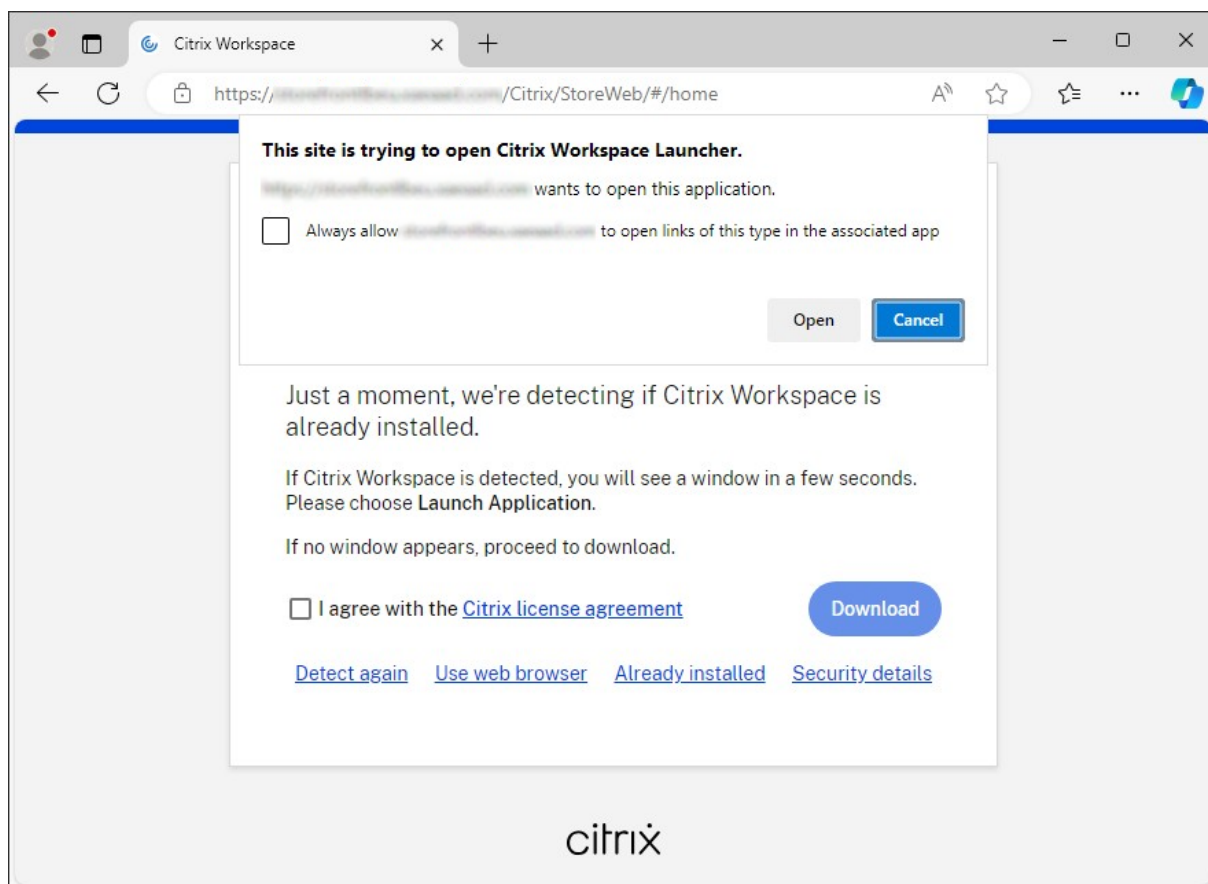 Citrix Workspace
https:// /Citrix/StoreWeb/#/home
This site is trying to open Citrix Workspace Launcher.
wants to open this application.
Always allow to open links of this type in the associated app
Open Cancel
Just a moment, we're detecting if Citrix Workspace is
already installed.
If Citrix Workspace is detected, you will see a window in a few seconds.
Please choose Launch Application.
If no window appears, proceed to download.
I agree with the Citrix license agreement Download
Detect again Use web browser Already installed Security details
citrix